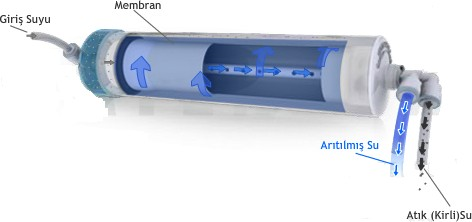 Membran
Giriş Suyu
Arıtılmış Su
Atık (Kirli)Su